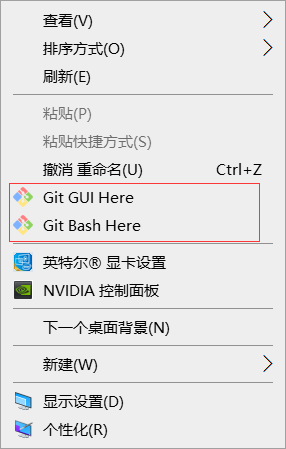 查看(V)
排序方式(O)
刷新(E)
粘贴(P)
粘贴快捷方式(S)
撤消 重命名(U) Ctrl+Z
Git GUI Here
Git Bash Here
英特尔® 显卡设置
NVIDIA 控制面板
下一个桌面背景(N)
新建(W)
显示设置(D)
个性化(R)